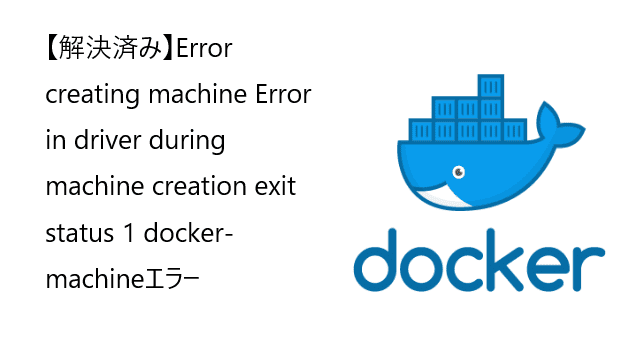 【解決済み】Error
creating machine Error
in driver during
machine creation exit
status 1 docker-
machineエラー
docker